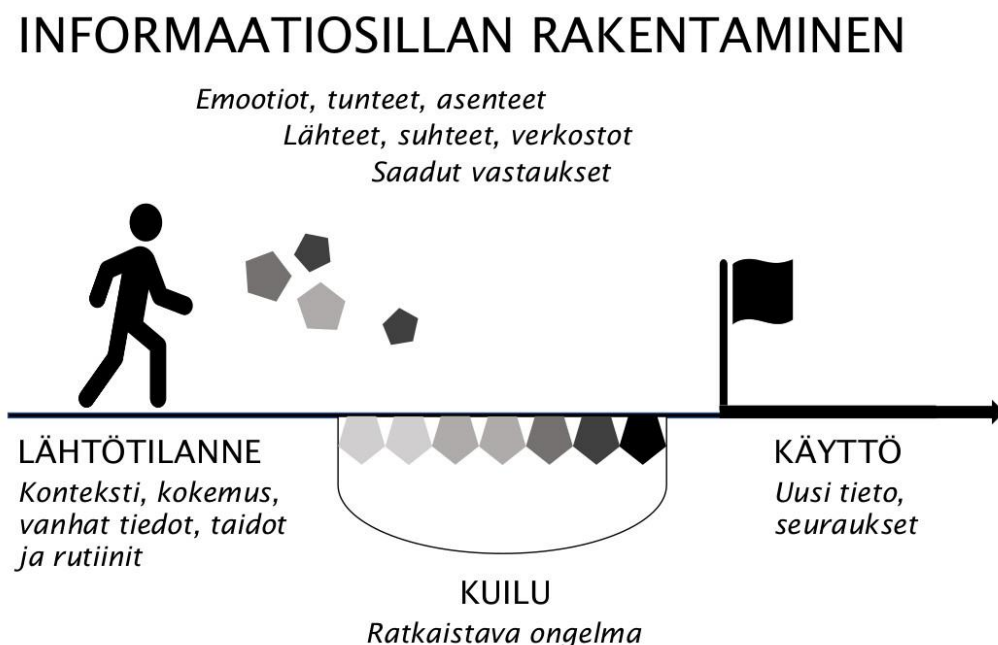 INFORMAATIOSILLAN RAKENTAMINEN
Emootiot, tunteet, asenteet
Lähteet, suhteet, verkostot
Saadut vastaukset
LÄHTÖTILANNE
Konteksti, kokemus,
vanhat tiedot, taidot
ja rutiinit
KUILU
Ratkaistava ongelma
KÄYTTÖ
Uusi tieto,
seuraukset